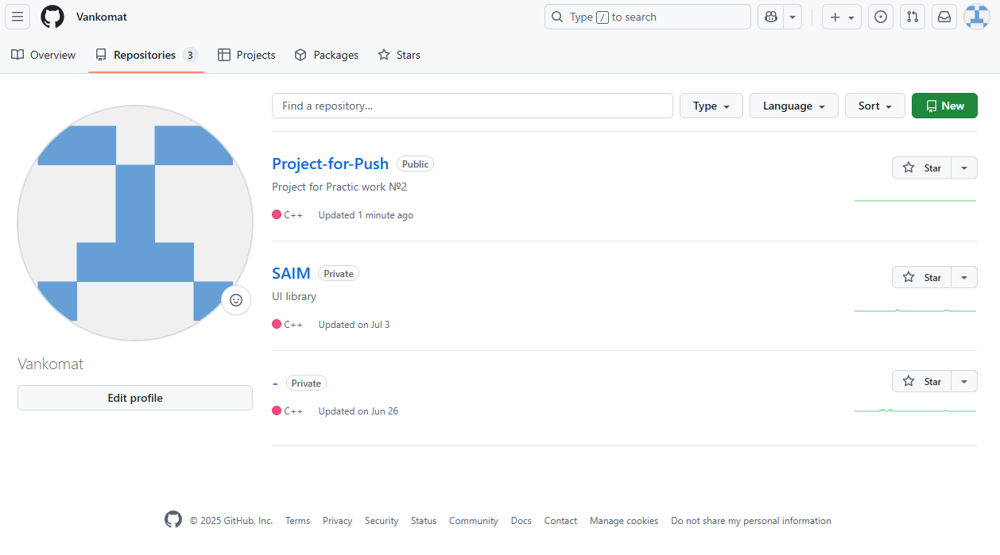 Vankomat
Type / to search
Overview
Repositories 3
Projects
Packages
Stars
Find a repository...
Type
Language
Sort
New
Project-for-Push Public
Star
Project for Practic work №2
C++ Updated 1 minute ago
SAIM Private
Star
UI library
C++ Updated on Jul 3
- Private
Star
C++ Updated on Jun 26
Vankomat
Edit profile
© 2025 GitHub, Inc. Terms Privacy Security Status Community Docs Contact Manage cookies Do not share my personal information